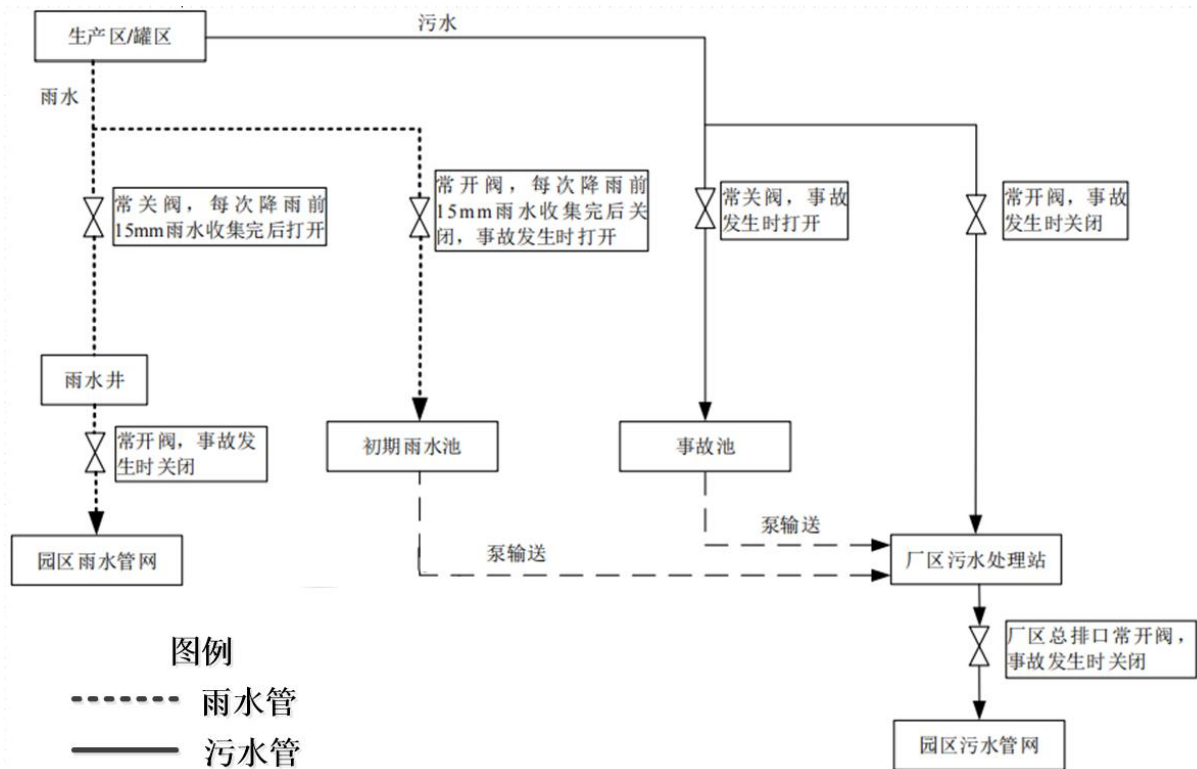 生产区/罐区
污水
雨水
常关阀，每次降雨前
15mm雨水收集完后打开
常开阀，每次降雨前
15mm雨水收集完后关
闭，事故发生时打开
常关阀，事故
发生时打开
常开阀，事故
发生时关闭
雨水井
常开阀，事故发
生时关闭
初期雨水池
事故池
泵输送
泵输送
园区雨水管网
厂区污水处理站
厂区总排口常开阀，
事故发生时关闭
园区污水管网
图例
雨水管
污水管